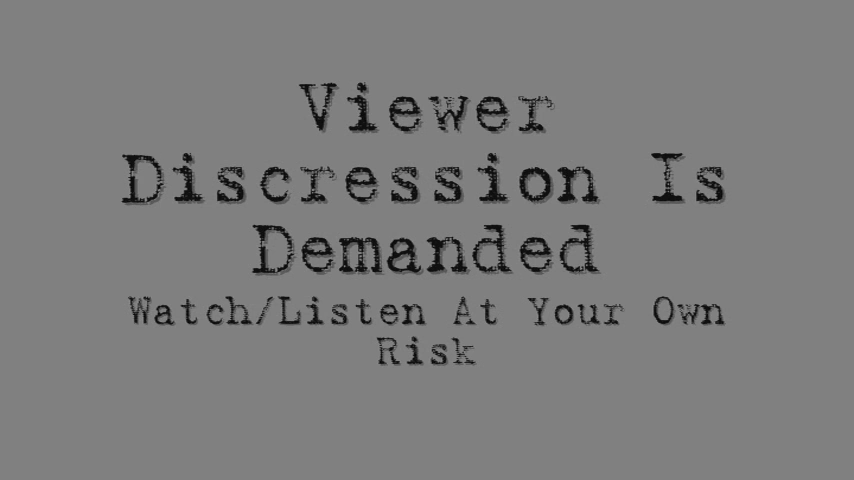 Viewer
Discression Is
Demanded
Watch/Listen At Your Own
Risk